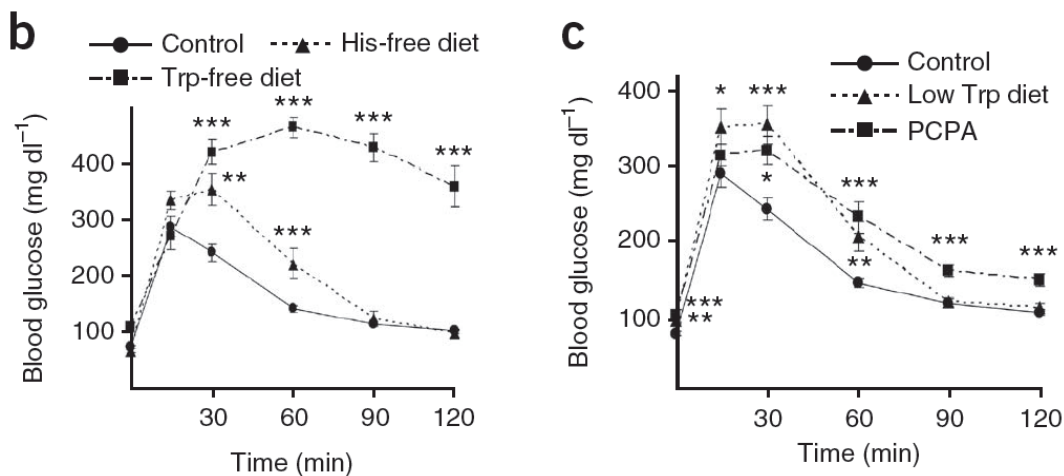 b
Control
His-free diet
Trp-free diet
Blood glucose (mg dl⁻¹)
400
300
200
100
***
***
***
***
**
***
30
60
90
120
Time (min)
c
Control
Low Trp diet
PCPA
Blood glucose (mg dl⁻¹)
400
300
200
100
*
***
*
***
**
***
***
***
**
30
60
90
120
Time (min)